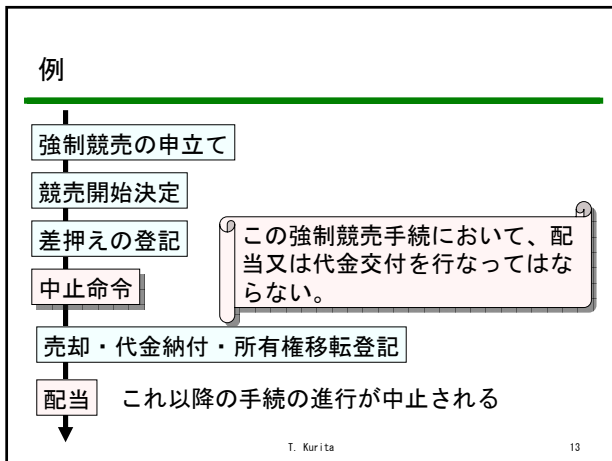 例
強制競売の申立て
競売開始決定
差押えの登記
この強制競売手続において、配
当又は代金交付を行なってはな
らない。
中止命令
売却・代金納付・所有権移転登記
配当
これ以降の手続の進行が中止される
T. Kurita
13